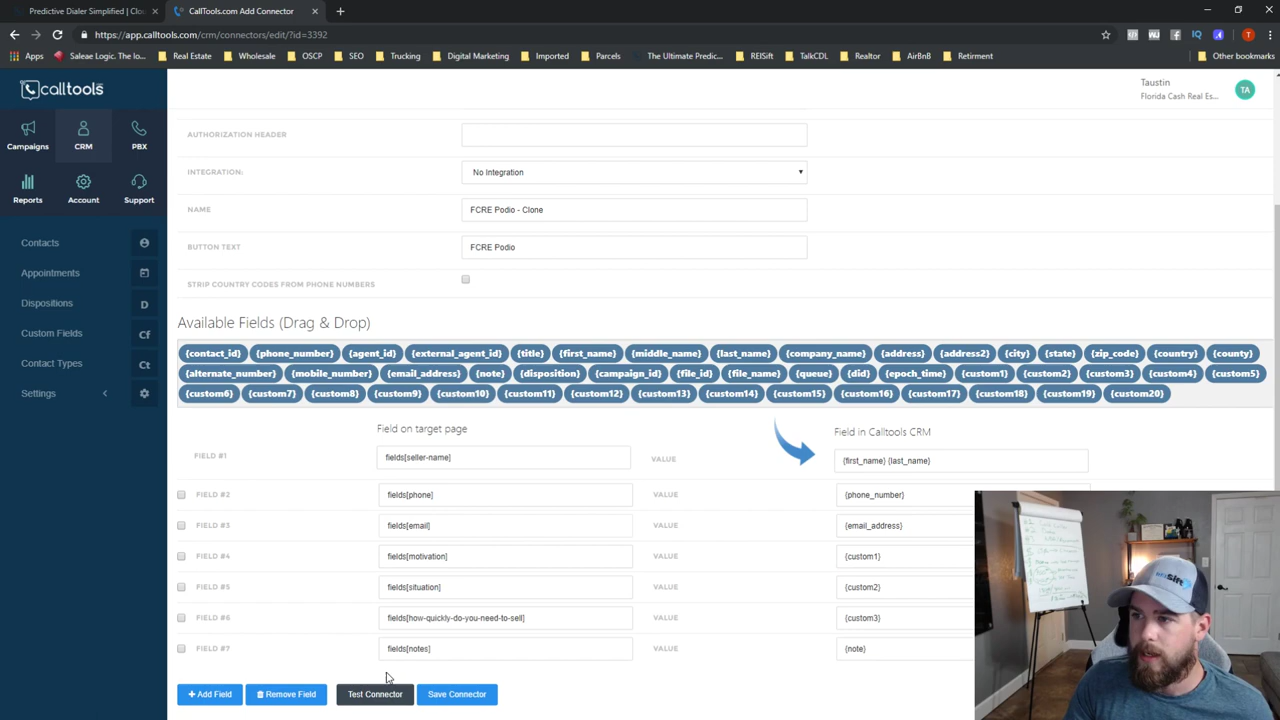 Predictive Dialer Simplified | Clo
CallTools.com Add Connector
https://app.calltools.com/crm/connectors/edit/?id=3392
Apps
Saleae Logic. The lo...
Real Estate
Wholesale
OSCP
SEO
Trucking
Digital Marketing
Imported
Parcels
The Ultimate Predic...
REISift
TalkCDL
Realtor
AirBnB
Retirment
Other bookmarks
calltools
Taustin
Florida Cash Real Es...
TA
Campaigns
CRM
PBX
Reports
Account
Support
Contacts
Appointments
Dispositions
D
Custom Fields
Cf
Contact Types
Ct
Settings
AUTHORIZATION HEADER
INTEGRATION:
No Integration
NAME
FCRE Podio - Clone
BUTTON TEXT
FCRE Podio
STRIP COUNTRY CODES FROM PHONE NUMBERS
Available Fields (Drag & Drop)
{contact_id} {phone_number} {agent_id} {external_agent_id} {title} {first_name} {middle_name} {last_name} {company_name} {address} {address2} {city} {state} {zip_code} {country} {county}
{alternate_number} {mobile_number} {email_address} {note} {disposition} {campaign_id} {file_id} {file_name} {queue} {did} {epoch_time} {custom1} {custom2} {custom3} {custom4} {custom5}
{custom6} {custom7} {custom8} {custom9} {custom10} {custom11} {custom12} {custom13} {custom14} {custom15} {custom16} {custom17} {custom18} {custom19} {custom20}
Field on target page
Field in Calltools CRM
FIELD #1 fields[seller-name] VALUE {first_name} {last_name}
FIELD #2 fields[phone] VALUE {phone_number}
FIELD #3 fields[email] VALUE {email_address}
FIELD #4 fields[motivation] VALUE {custom1}
FIELD #5 fields[situation] VALUE {custom2}
FIELD #6 fields[how-quickly-do-you-need-to-sell] VALUE {custom3}
FIELD #7 fields[notes] VALUE {note}
+ Add Field
Remove Field
Test Connector
Save Connector